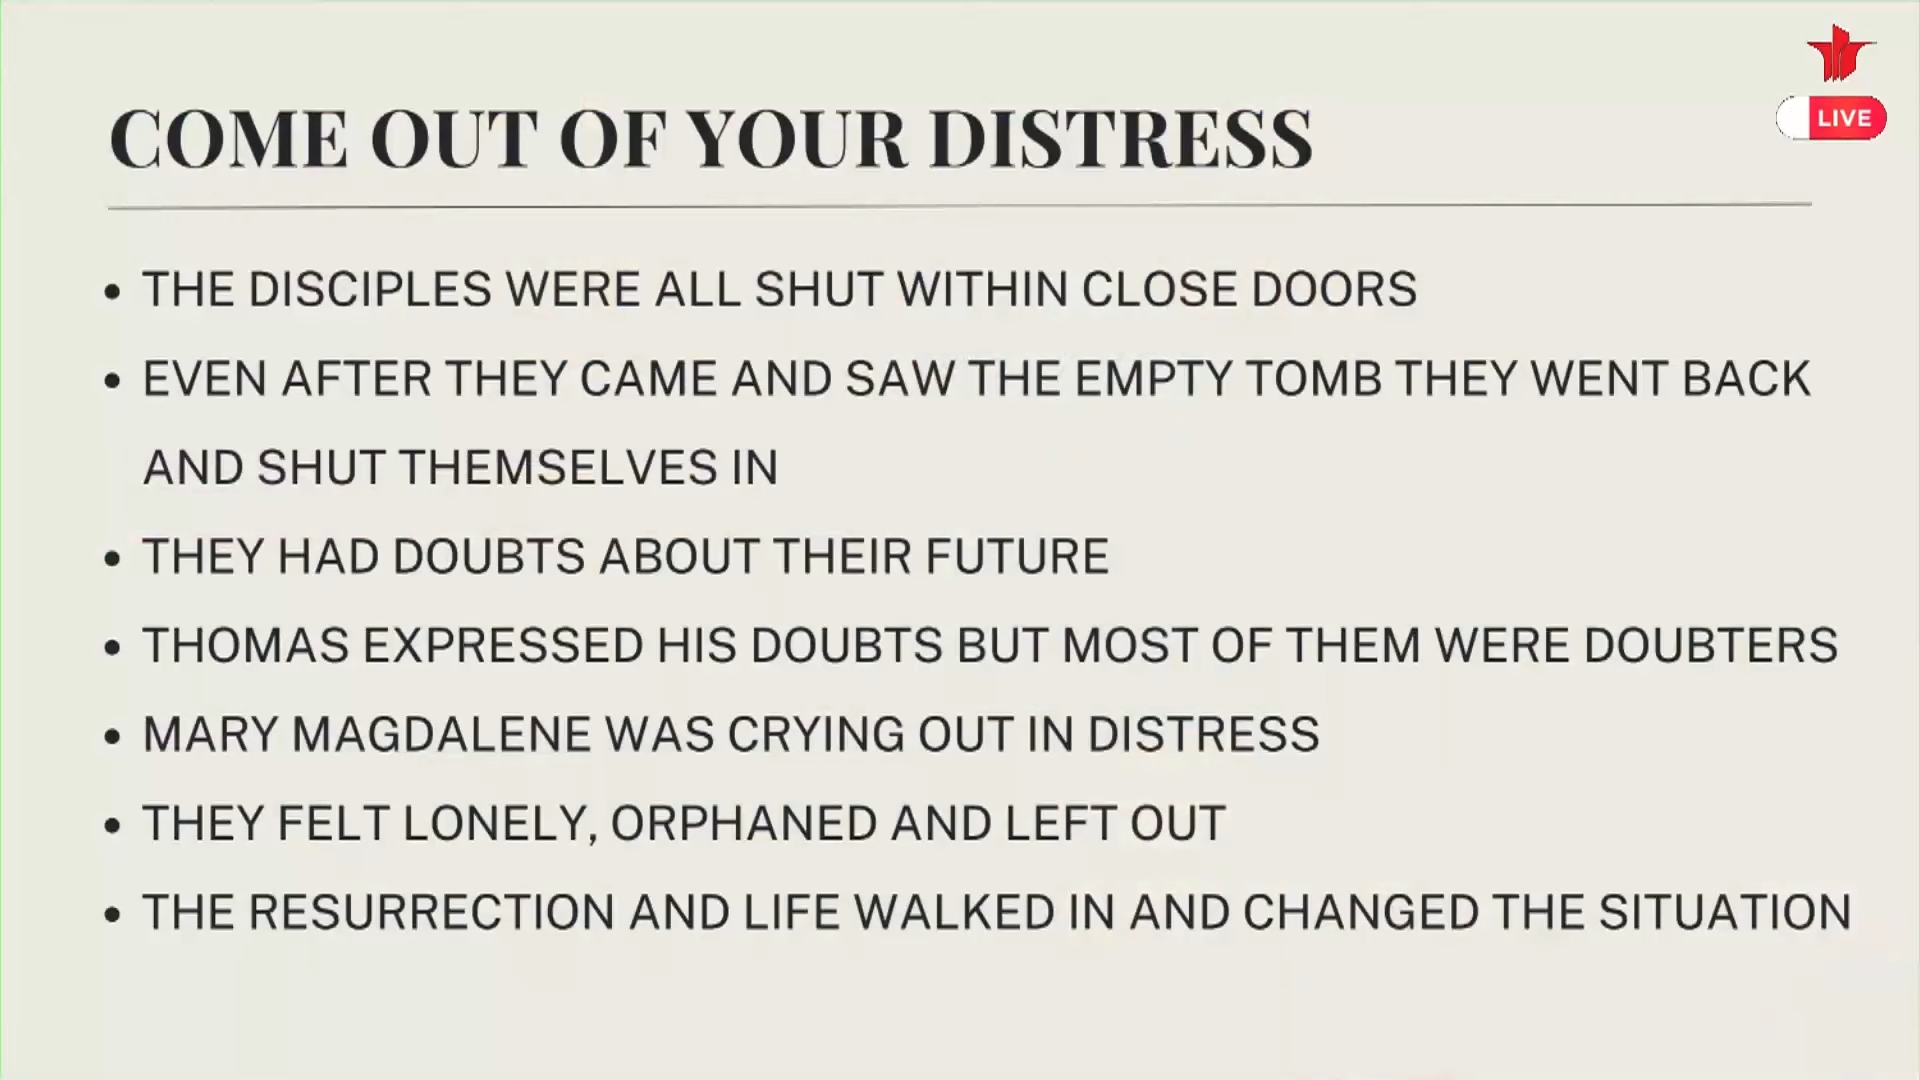 COME OUT OF YOUR DISTRESS
LIVE
• THE DISCIPLES WERE ALL SHUT WITHIN CLOSE DOORS
• EVEN AFTER THEY CAME AND SAW THE EMPTY TOMB THEY WENT BACK
AND SHUT THEMSELVES IN
• THEY HAD DOUBTS ABOUT THEIR FUTURE
• THOMAS EXPRESSED HIS DOUBTS BUT MOST OF THEM WERE DOUBTERS
• MARY MAGDALENE WAS CRYING OUT IN DISTRESS
• THEY FELT LONELY, ORPHANED AND LEFT OUT
• THE RESURRECTION AND LIFE WALKED IN AND CHANGED THE SITUATION